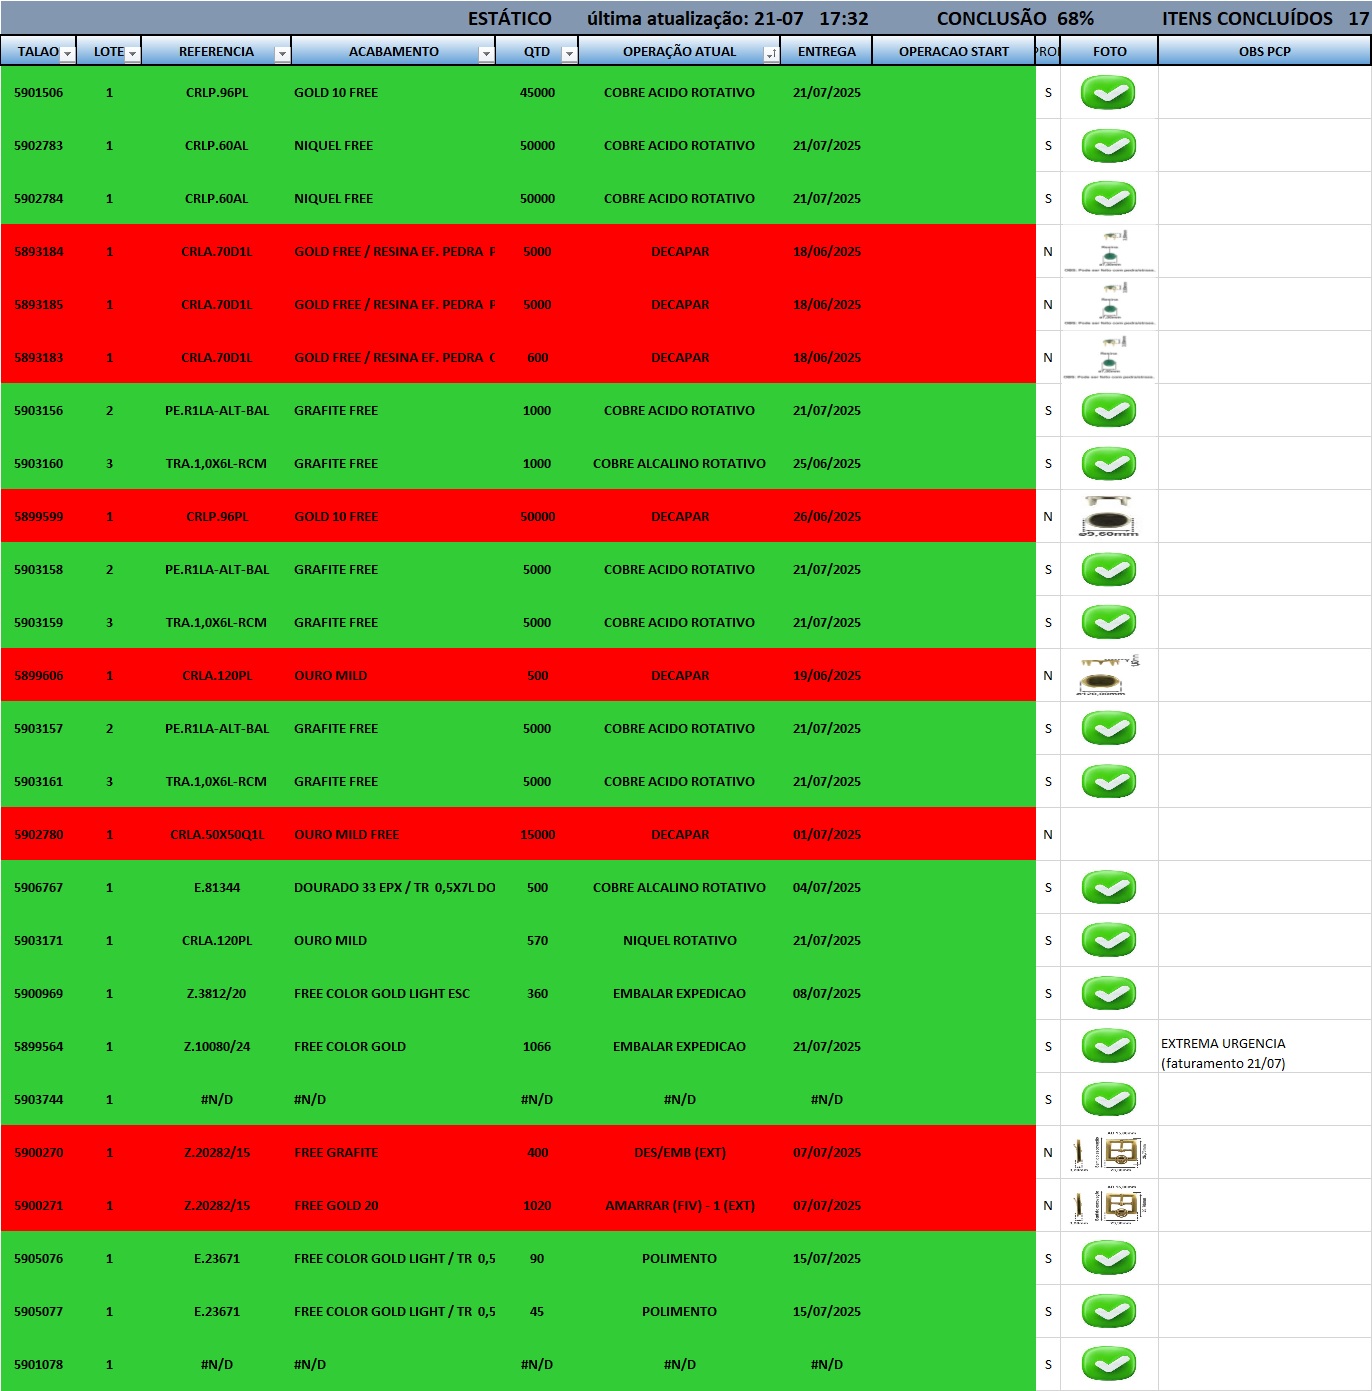 ESTÁTICO última atualização: 21-07 17:32 CONCLUSÃO 68% ITENS CONCLUÍDOS 17
TALAO LOTE REFERENCIA ACABAMENTO QTD OPERAÇÃO ATUAL ENTREGA OPERACAO START PRO FOTO OBS PCP
5901506 1 CRLP.96PL GOLD 10 FREE 45000 COBRE ACIDO ROTATIVO 21/07/2025 S
5902783 1 CRLP.60AL NIQUEL FREE 50000 COBRE ACIDO ROTATIVO 21/07/2025 S
5902784 1 CRLP.60AL NIQUEL FREE 50000 COBRE ACIDO ROTATIVO 21/07/2025 S
5893184 1 CRLA.70D1L GOLD FREE / RESINA EF. PEDRA 5000 DECAPAR 18/06/2025 N
5893185 1 CRLA.70D1L GOLD FREE / RESINA EF. PEDRA 5000 DECAPAR 18/06/2025 N
5893183 1 CRLA.70D1L GOLD FREE / RESINA EF. PEDRA 600 DECAPAR 18/06/2025 N
5903156 2 PE.R1LA-ALT-BAL GRAFITE FREE 1000 COBRE ACIDO ROTATIVO 21/07/2025 S
5903160 3 TRA.1,0X6L-RCM GRAFITE FREE 1000 COBRE ALCALINO ROTATIVO 25/06/2025 S
5899599 1 CRLP.96PL GOLD 10 FREE 50000 DECAPAR 26/06/2025 N ø9,60mm
5903158 2 PE.R1LA-ALT-BAL GRAFITE FREE 5000 COBRE ACIDO ROTATIVO 21/07/2025 S
5903159 3 TRA.1,0X6L-RCM GRAFITE FREE 5000 COBRE ACIDO ROTATIVO 21/07/2025 S
5899606 1 CRLA.120PL OURO MILD 500 DECAPAR 19/06/2025 N
5903157 2 PE.R1LA-ALT-BAL GRAFITE FREE 5000 COBRE ACIDO ROTATIVO 21/07/2025 S
5903161 3 TRA.1,0X6L-RCM GRAFITE FREE 5000 COBRE ACIDO ROTATIVO 21/07/2025 S
5902780 1 CRLA.50X50Q1L OURO MILD FREE 15000 DECAPAR 01/07/2025 N
5906767 1 E.81344 DOURADO 33 EPX / TR 0,5X7L DO 500 COBRE ALCALINO ROTATIVO 04/07/2025 S
5903171 1 CRLA.120PL OURO MILD 570 NIQUEL ROTATIVO 21/07/2025 S
5900969 1 Z.3812/20 FREE COLOR GOLD LIGHT ESC 360 EMBALAR EXPEDICAO 08/07/2025 S
5899564 1 Z.10080/24 FREE COLOR GOLD 1066 EMBALAR EXPEDICAO 21/07/2025 S EXTREMA URGENCIA
(faturamento 21/07)
5903744 1 #N/D #N/D #N/D #N/D #N/D S
5900270 1 Z.20282/15 FREE GRAFITE 400 DES/EMB (EXT) 07/07/2025 N
5900271 1 Z.20282/15 FREE GOLD 20 1020 AMARRAR (FIV) - 1 (EXT) 07/07/2025 N
5905076 1 E.23671 FREE COLOR GOLD LIGHT / TR 0,5 90 POLIMENTO 15/07/2025 S
5905077 1 E.23671 FREE COLOR GOLD LIGHT / TR 0,5 45 POLIMENTO 15/07/2025 S
5901078 1 #N/D #N/D #N/D #N/D #N/D S